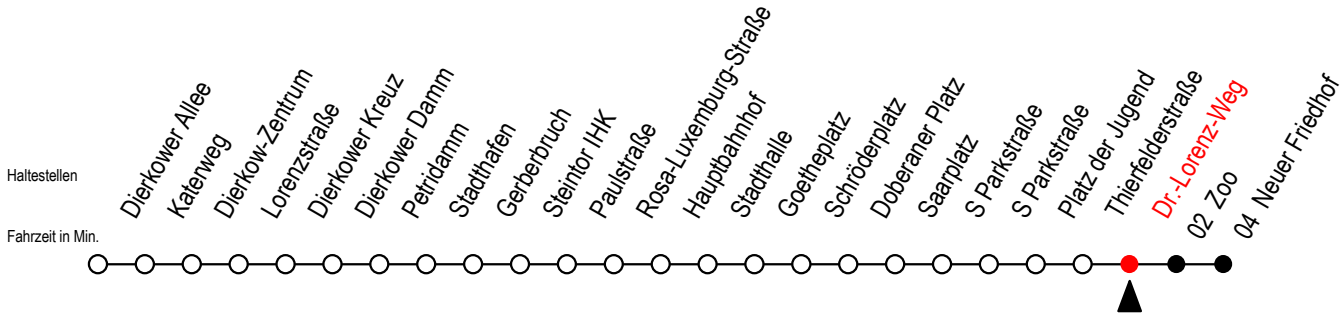 Haltestellen
Fahrzeit in Min.
Dierkower Allee
Katerweg
Dierkow-Zentrum
Lorenzstraße
Dierkower Kreuz
Dierkower Damm
Petridamm
Stadthafen
Gerberbruch
Steintor IHK
Paulstraße
Rosa-Luxemburg-Straße
Hauptbahnhof
Stadthalle
Goetheplatz
Schröderplatz
Doberaner Platz
Saarplatz
S Parkstraße
S Parkstraße
Platz der Jugend
Thierfelderstraße
Dr.-Lorenz-Weg
02 Zoo
04 Neuer Friedhof